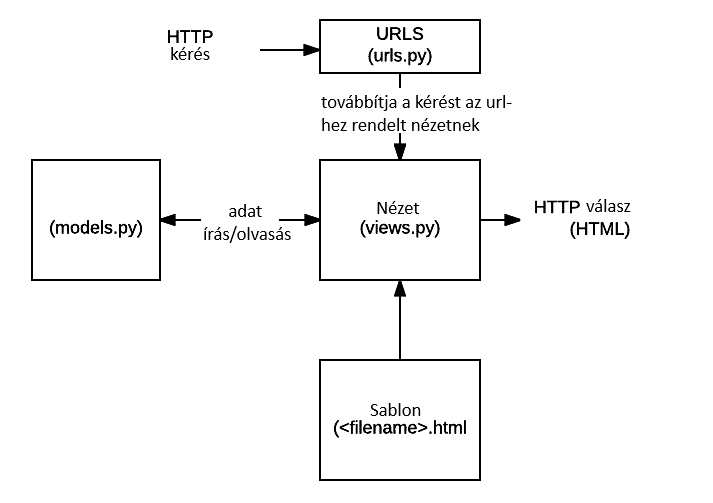 HTTP
kérés
URLS
(urls.py)
továbbítja a kérést az url-
hez rendelt nézetnek
(models.py)
adat
írás/olvasás
Nézet
(views.py)
HTTP válasz
(HTML)
Sablon
(<filename>.html